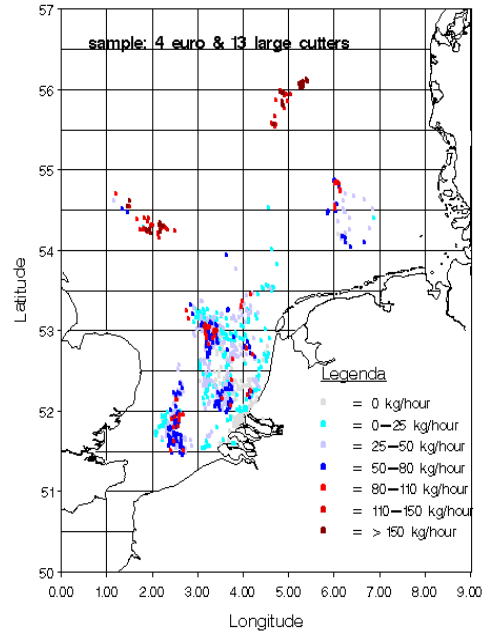 57
sample: 4 euro & 13 large cutters
56
55
54
Latitude
53
Legenda
= 0 kg/hour
52
= 0-25 kg/hour
= 25-50 kg/hour
= 50-80 kg/hour
51
= 80-110 kg/hour
= 110-150 kg/hour
= > 150 kg/hour
50
0.00 1.00 2.00 3.00 4.00 5.00 6.00 7.00 8.00 9.00
Longitude